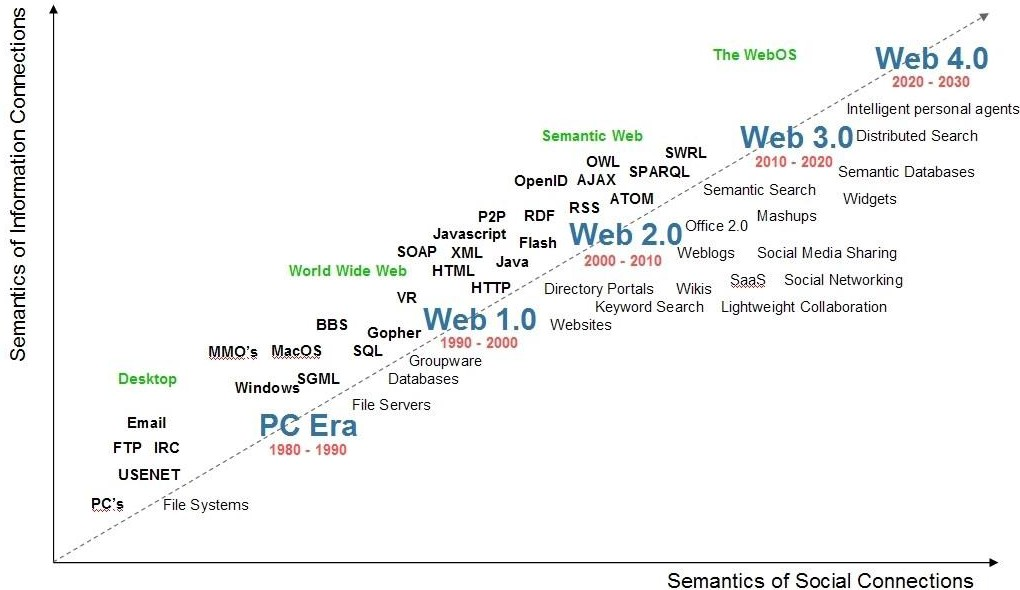 Semantics of Information Connections
The WebOS
Web 4.0
2020 - 2030
Intelligent personal agents
Semantic Web
Web 3.0
Distributed Search
2010 - 2020
SWRL
OWL
SPARQL
Semantic Databases
OpenID
AJAX
Semantic Search
Widgets
ATOM
RSS
Mashups
P2P
RDF
Office 2.0
Javascript
Web 2.0
Flash
SOAP
XML
2000 - 2010
Weblogs
Social Media Sharing
Java
World Wide Web
HTML
SaaS
Social Networking
HTTP
Directory Portals
Wikis
VR
Keyword Search
Lightweight Collaboration
Web 1.0
BBS
Websites
Gopher
1990 - 2000
MMO's
MacOS
SQL
Groupware
Desktop
SGML
Databases
Windows
File Servers
PC Era
Email
1980 - 1990
FTP
IRC
USENET
PC's
File Systems
Semantics of Social Connections